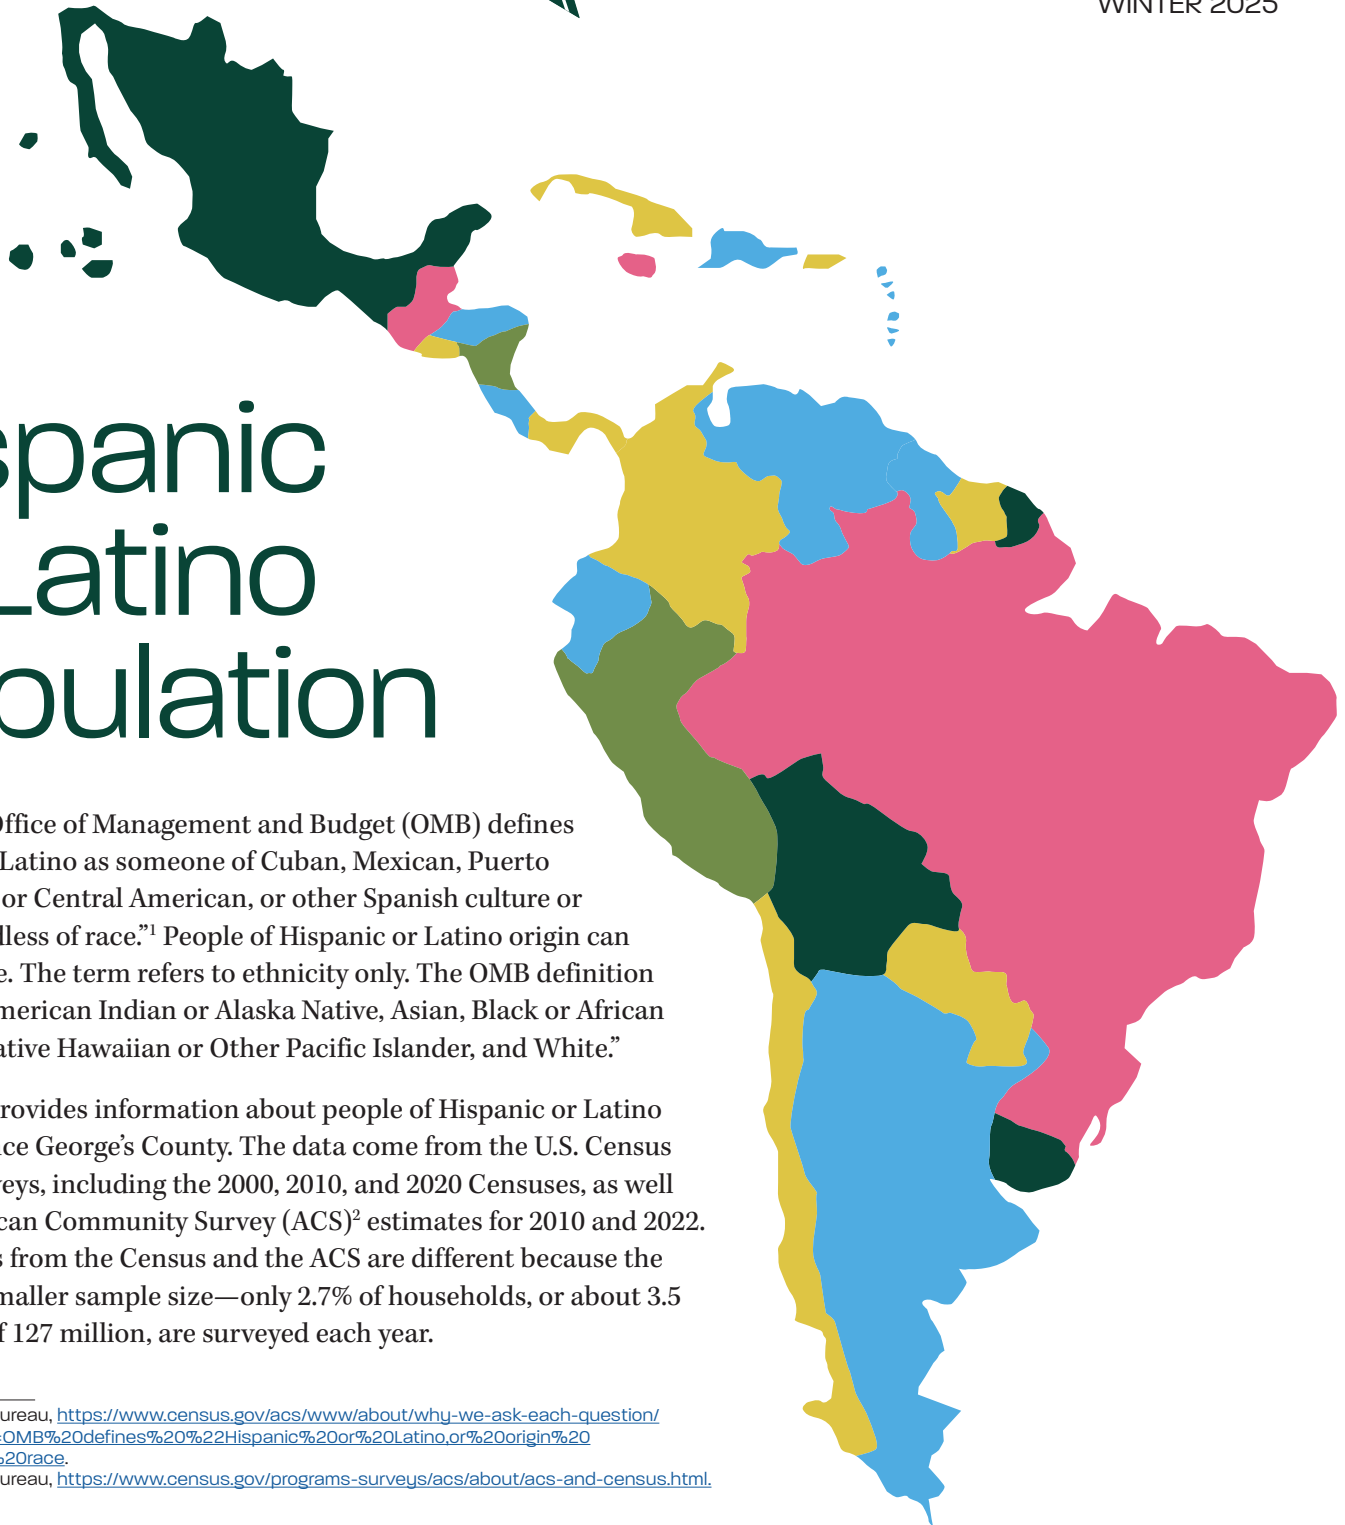 WINTER 2025
spanic
Latino
pulation
Office of Management and Budget (OMB) defines
Latino as someone of Cuban, Mexican, Puerto
or Central American, or other Spanish culture or
dless of race.”¹ People of Hispanic or Latino origin can
e. The term refers to ethnicity only. The OMB definition
merican Indian or Alaska Native, Asian, Black or African
ative Hawaiian or Other Pacific Islander, and White.”
rovides information about people of Hispanic or Latino
nce George’s County. The data come from the U.S. Census
veys, including the 2000, 2010, and 2020 Censuses, as well
ican Community Survey (ACS)² estimates for 2010 and 2022.
s from the Census and the ACS are different because the
maller sample size—only 2.7% of households, or about 3.5
f 127 million, are surveyed each year.
ureau, https://www.census.gov/acs/www/about/why-we-ask-each-question/
=OMB%20defines%20%22Hispanic%20or%20Latino,or%20origin%20
%20race.
ureau, https://www.census.gov/programs-surveys/acs/about/acs-and-census.html.